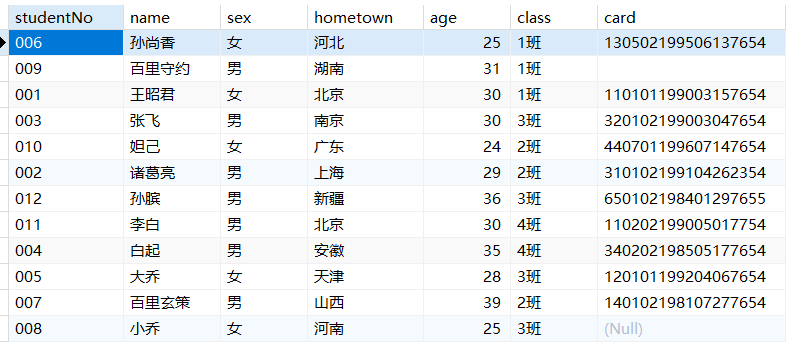 studentNo name sex hometown age class card
006 孙尚香 女 河北 25 1班 130502199506137654
009 百里守约 男 湖南 31 1班
001 王昭君 女 北京 30 1班 110101199003157654
003 张飞 男 南京 30 3班 320102199003047654
010 妲己 女 广东 24 2班 440701199607147654
002 诸葛亮 男 上海 29 2班 310102199104262354
012 孙膑 男 新疆 36 3班 650102198401297655
011 李白 男 北京 30 4班 110202199005017754
004 白起 男 安徽 35 4班 340202198505177654
005 大乔 女 天津 28 3班 120101199204067654
007 百里玄策 男 山西 39 2班 140102198107277654
008 小乔 女 河南 25 3班 (Null)